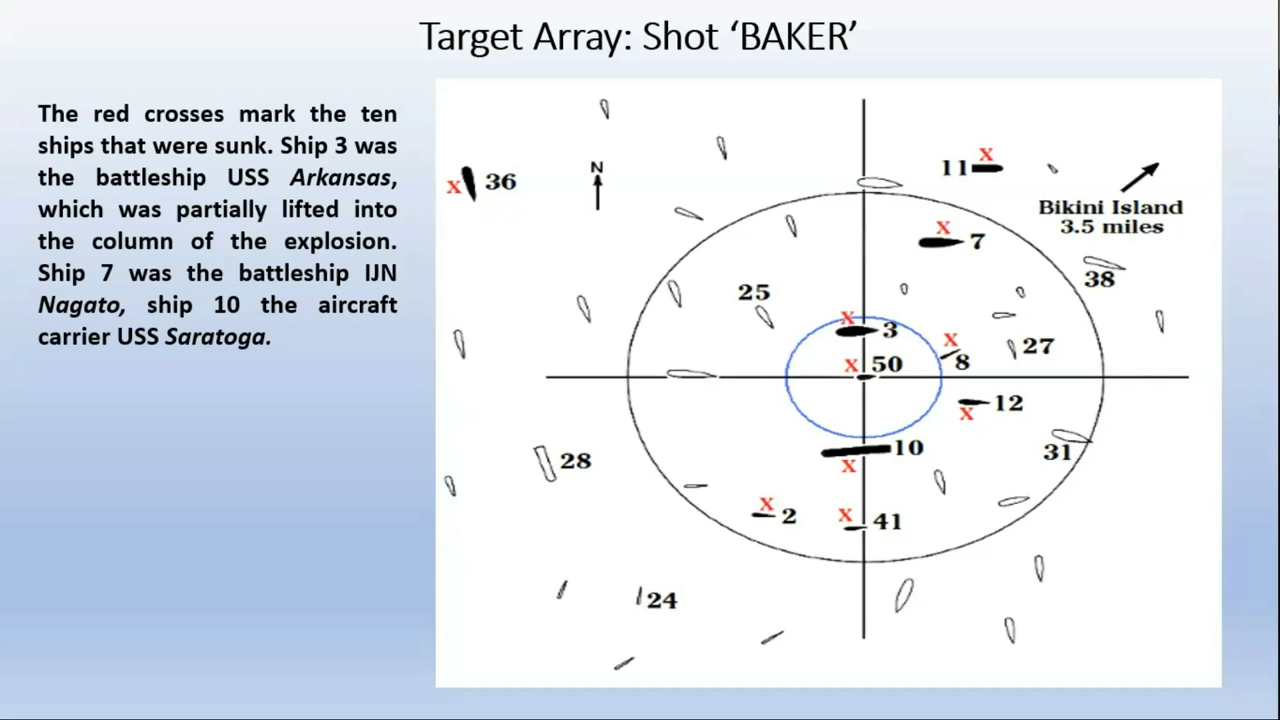 Target Array: Shot ‘BAKER’
The red crosses mark the ten
ships that were sunk. Ship 3 was
the battleship USS Arkansas,
which was partially lifted into
the column of the explosion.
Ship 7 was the battleship IJN
Nagato, ship 10 the aircraft
carrier USS Saratoga.
X 36
N
11 X
Bikini Island
3.5 miles
X 7
38
25
X 3
X 8
27
X 50
X 12
31
10 X
28
X 2
X 41
24